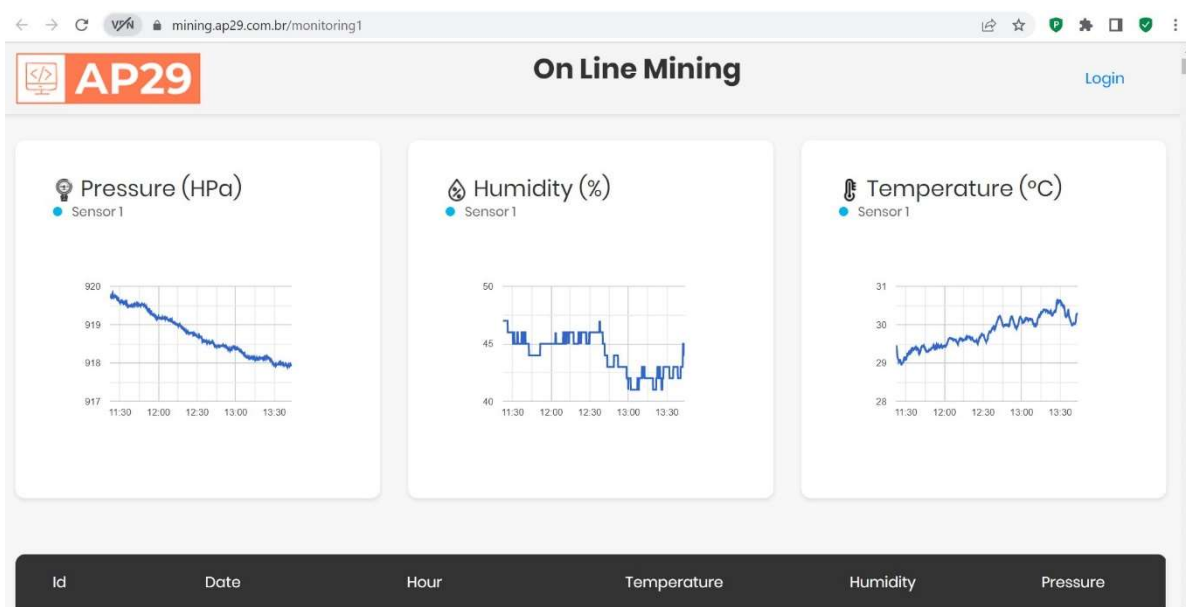 VPN mining.ap29.com.br/monitoring1
</> AP29
On Line Mining
Login
Pressure (HPa)
Sensor 1
920
919
918
917
11:30 12:00 12:30 13:00 13:30
Humidity (%)
Sensor 1
50
45
40
11:30 12:00 12:30 13:00 13:30
Temperature (°C)
Sensor 1
31
30
29
28
11:30 12:00 12:30 13:00 13:30
Id Date Hour Temperature Humidity Pressure